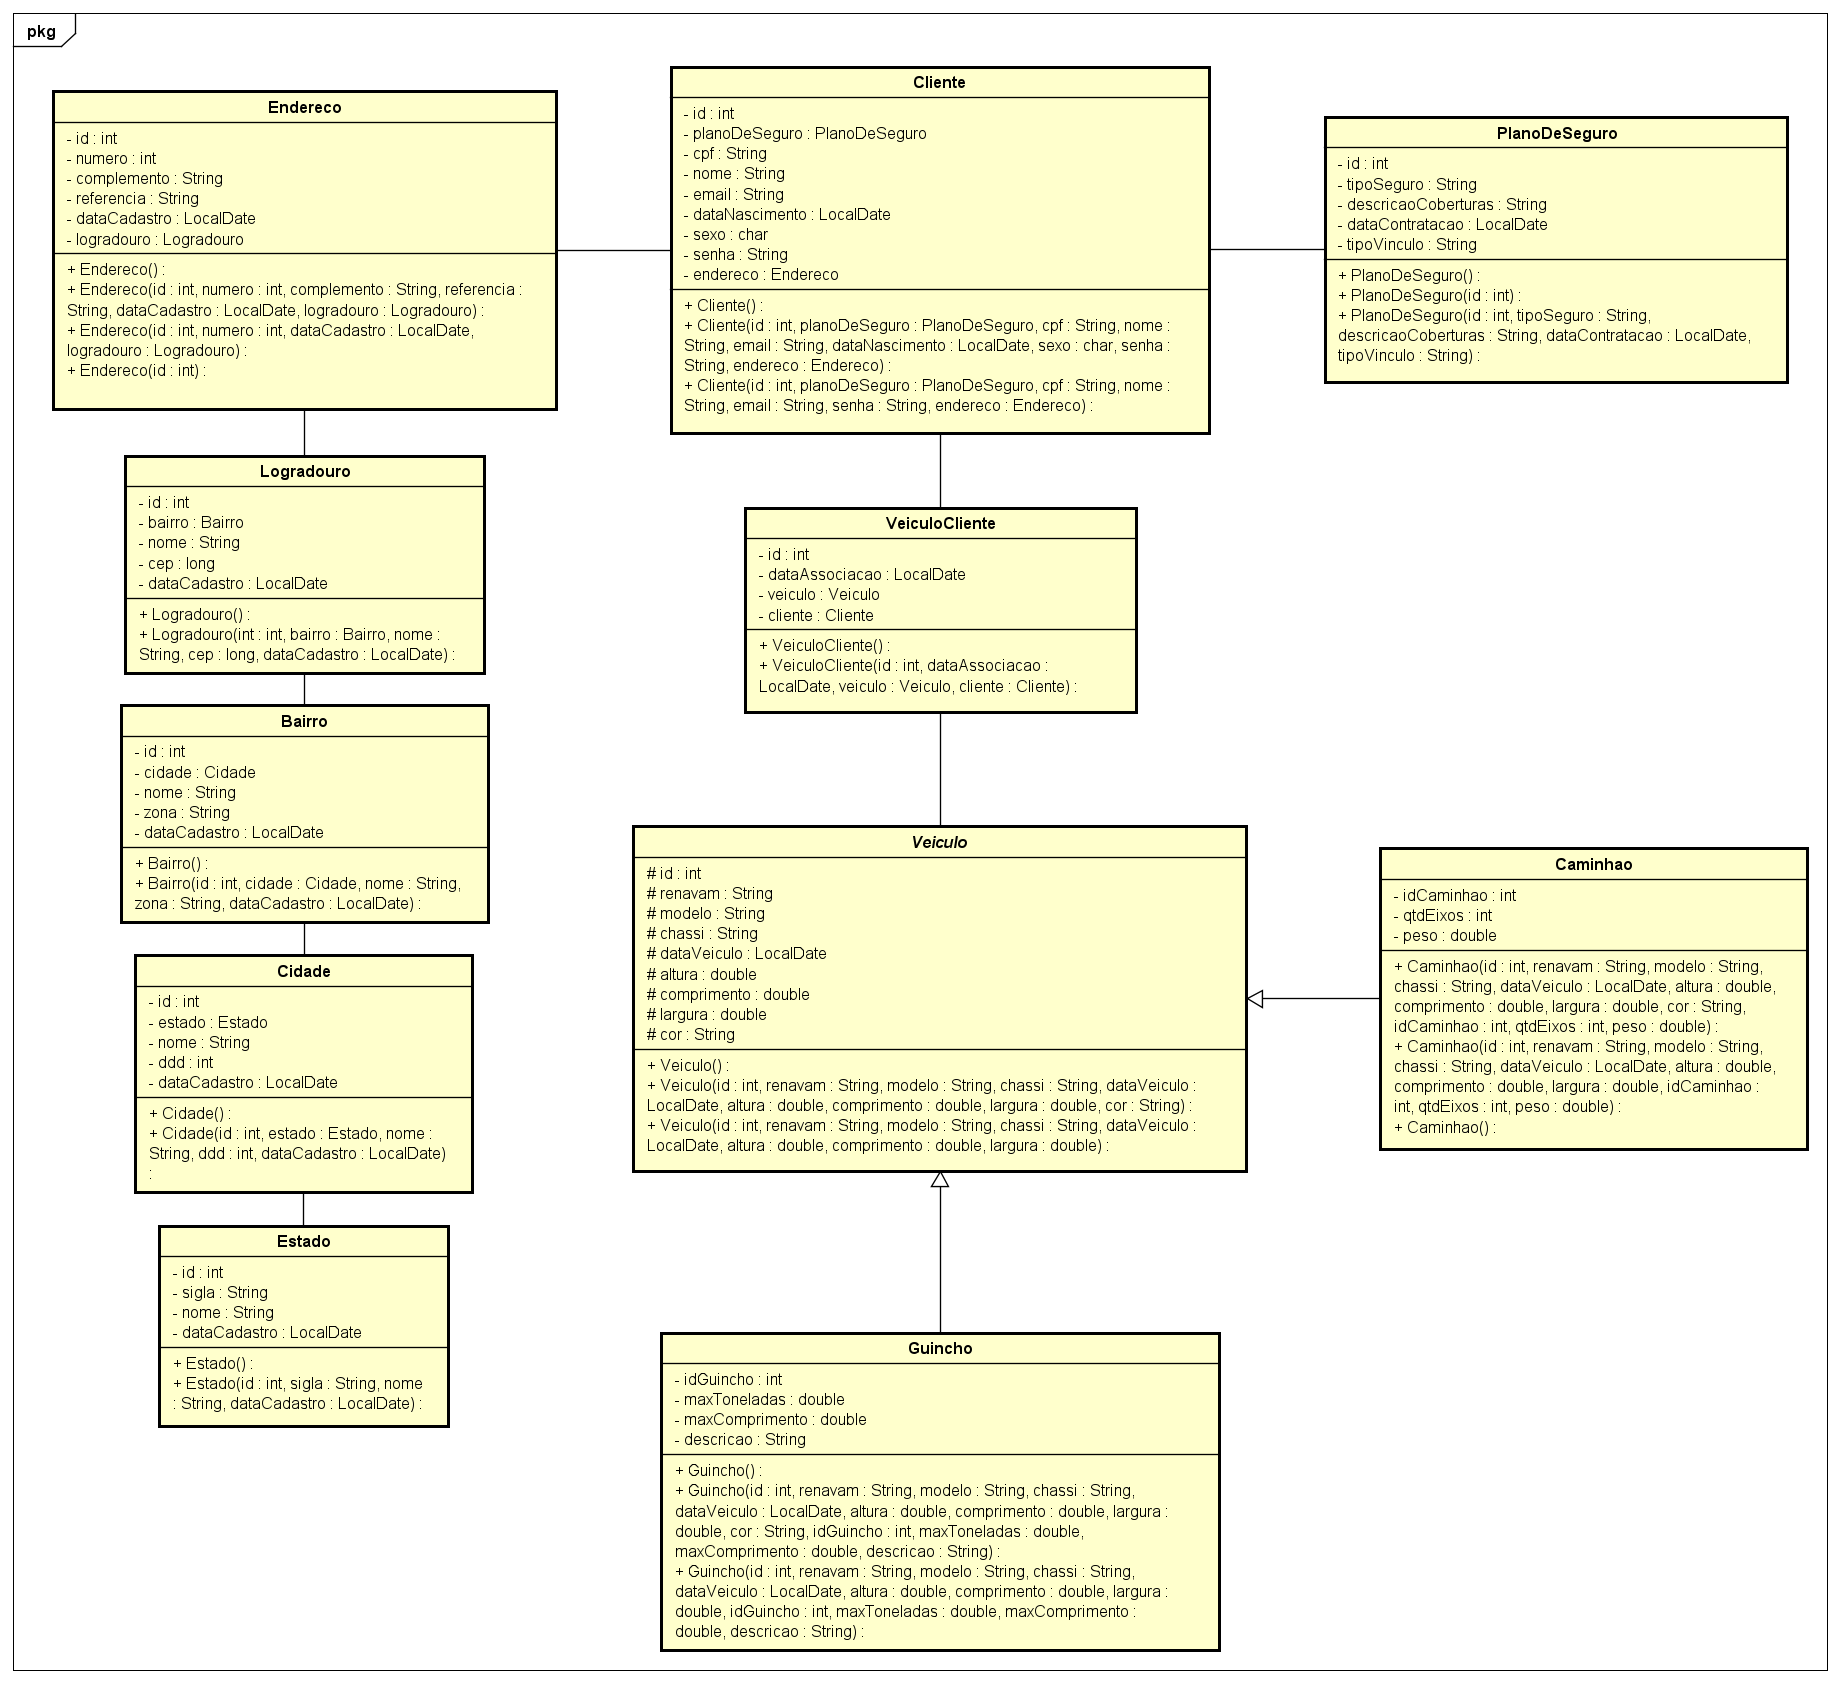 pkg
Endereco
- id : int
- numero : int
- complemento : String
- referencia : String
- dataCadastro : LocalDate
- logradouro : Logradouro
+ Endereco() :
+ Endereco(id : int, numero : int, complemento : String, referencia :
String, dataCadastro : LocalDate, logradouro : Logradouro) :
+ Endereco(id : int, numero : int, dataCadastro : LocalDate,
logradouro : Logradouro) :
+ Endereco(id : int) :
Cliente
- id : int
- planoDeSeguro : PlanoDeSeguro
- cpf : String
- nome : String
- email : String
- dataNascimento : LocalDate
- sexo : char
- senha : String
- endereco : Endereco
+ Cliente() :
+ Cliente(id : int, planoDeSeguro : PlanoDeSeguro, cpf : String, nome :
String, email : String, dataNascimento : LocalDate, sexo : char, senha :
String, endereco : Endereco) :
+ Cliente(id : int, planoDeSeguro : PlanoDeSeguro, cpf : String, nome :
String, email : String, senha : String, endereco : Endereco) :
PlanoDeSeguro
- id : int
- tipoSeguro : String
- descricaoCoberturas : String
- dataContratacao : LocalDate
- tipoVinculo : String
+ PlanoDeSeguro() :
+ PlanoDeSeguro(id : int) :
+ PlanoDeSeguro(id : int, tipoSeguro : String,
descricaoCoberturas : String, dataContratacao : LocalDate,
tipoVinculo : String) :
Logradouro
- id : int
- bairro : Bairro
- nome : String
- cep : long
- dataCadastro : LocalDate
+ Logradouro() :
+ Logradouro(int : int, bairro : Bairro, nome :
String, cep : long, dataCadastro : LocalDate) :
VeiculoCliente
- id : int
- dataAssociacao : LocalDate
- veiculo : Veiculo
- cliente : Cliente
+ VeiculoCliente() :
+ VeiculoCliente(id : int, dataAssociacao :
LocalDate, veiculo : Veiculo, cliente : Cliente) :
Bairro
- id : int
- cidade : Cidade
- nome : String
- zona : String
- dataCadastro : LocalDate
+ Bairro() :
+ Bairro(id : int, cidade : Cidade, nome : String,
zona : String, dataCadastro : LocalDate) :
Veiculo
# id : int
# renavam : String
# modelo : String
# chassi : String
# dataVeiculo : LocalDate
# altura : double
# comprimento : double
# largura : double
# cor : String
+ Veiculo() :
+ Veiculo(id : int, renavam : String, modelo : String, chassi : String, dataVeiculo :
LocalDate, altura : double, comprimento : double, largura : double, cor : String) :
+ Veiculo(id : int, renavam : String, modelo : String, chassi : String, dataVeiculo :
LocalDate, altura : double, comprimento : double, largura : double) :
Caminhao
- idCaminhao : int
- qtdEixos : int
- peso : double
+ Caminhao(id : int, renavam : String, modelo : String,
chassi : String, dataVeiculo : LocalDate, altura : double,
comprimento : double, largura : double, cor : String,
idCaminhao : int, qtdEixos : int, peso : double) :
+ Caminhao(id : int, renavam : String, modelo : String,
chassi : String, dataVeiculo : LocalDate, altura : double,
comprimento : double, largura : double, idCaminhao :
int, qtdEixos : int, peso : double) :
+ Caminhao() :
Cidade
- id : int
- estado : Estado
- nome : String
- ddd : int
- dataCadastro : LocalDate
+ Cidade() :
+ Cidade(id : int, estado : Estado, nome :
String, ddd : int, dataCadastro : LocalDate)
:
Estado
- id : int
- sigla : String
- nome : String
- dataCadastro : LocalDate
+ Estado() :
+ Estado(id : int, sigla : String, nome
: String, dataCadastro : LocalDate) :
Guincho
- idGuincho : int
- maxToneladas : double
- maxComprimento : double
- descricao : String
+ Guincho() :
+ Guincho(id : int, renavam : String, modelo : String, chassi : String,
dataVeiculo : LocalDate, altura : double, comprimento : double, largura :
double, cor : String, idGuincho : int, maxToneladas : double,
maxComprimento : double, descricao : String) :
+ Guincho(id : int, renavam : String, modelo : String, chassi : String,
dataVeiculo : LocalDate, altura : double, comprimento : double, largura :
double, idGuincho : int, maxToneladas : double, maxComprimento :
double, descricao : String) :